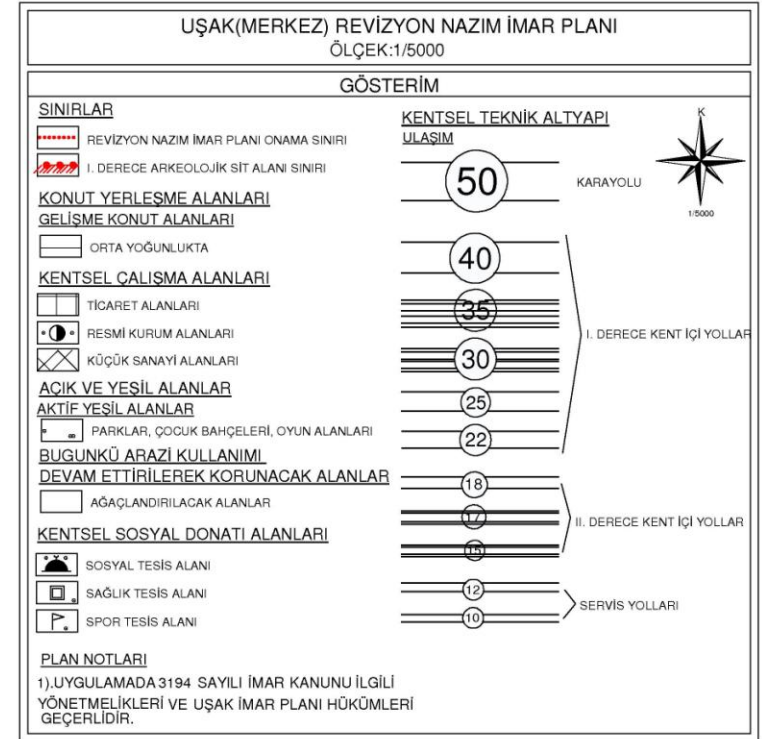 UŞAK(MERKEZ) REVİZYON NAZIM İMAR PLANI
ÖLÇEK:1/5000
GÖSTERİM
SINIRLAR
REVİZYON NAZIM İMAR PLANI ONAMA SINIRI
I. DERECE ARKEOLOJİK SİT ALANI SINIRI
KONUT YERLEŞME ALANLARI
GELİŞME KONUT ALANLARI
ORTA YOĞUNLUKTA
KENTSEL ÇALIŞMA ALANLARI
TİCARET ALANLARI
RESMİ KURUM ALANLARI
KÜÇÜK SANAYİ ALANLARI
AÇIK VE YEŞİL ALANLAR
AKTİF YEŞİL ALANLAR
PARKLAR, ÇOCUK BAHÇELERİ, OYUN ALANLARI
BUGUNKÜ ARAZİ KULLANIMI
DEVAM ETTİRİLEREK KORUNACAK ALANLAR
AĞAÇLANDIRILACAK ALANLAR
KENTSEL SOSYAL DONATI ALANLARI
SOSYAL TESİS ALANI
SAĞLIK TESİS ALANI
SPOR TESİS ALANI
PLAN NOTLARI
1).UYGULAMADA 3194 SAYILI İMAR KANUNU İLGİLİ
YÖNETMELİKLERİ VE UŞAK İMAR PLANI HÜKÜMLERİ
GEÇERLİDİR.
KENTSEL TEKNİK ALTYAPI
ULAŞIM
K
1/5000
50
KARAYOLU
40
35
I. DERECE KENT İÇİ YOLLAR
30
25
22
18
17
II. DERECE KENT İÇİ YOLLAR
15
12
SERVİS YOLLARI
10